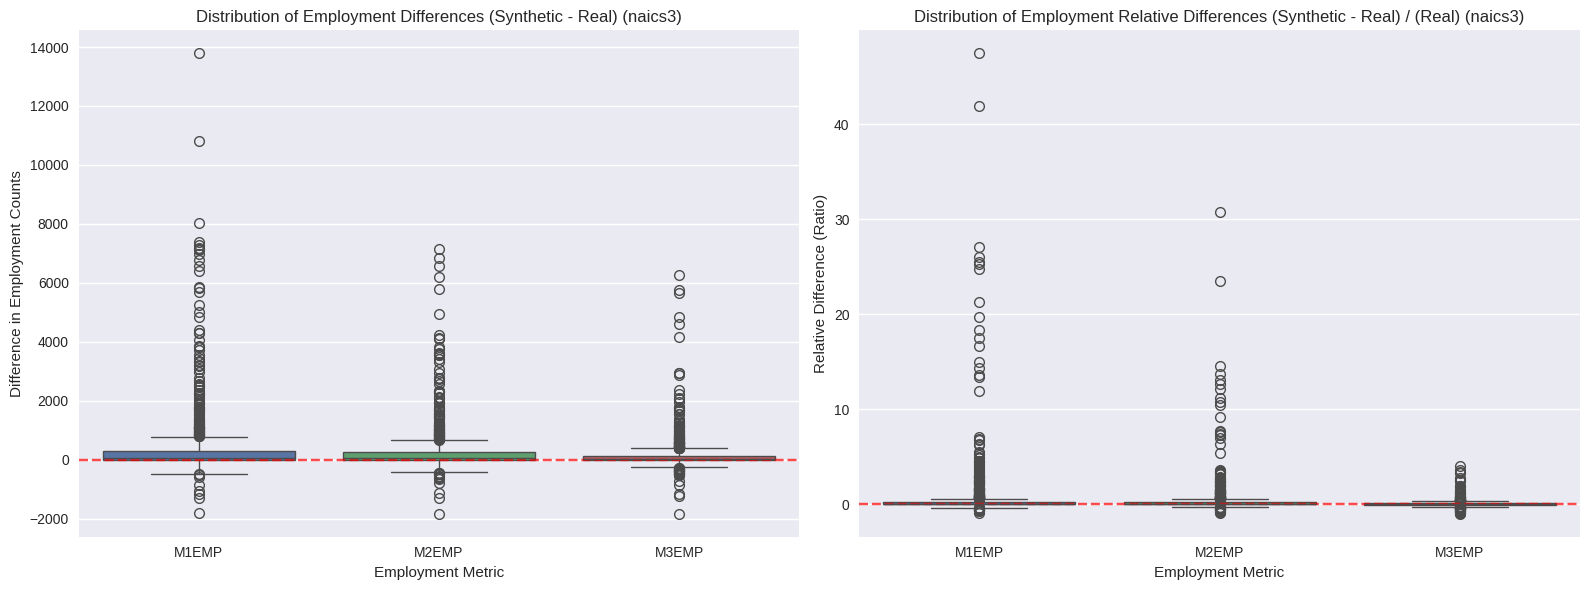 Distribution of Employment Differences (Synthetic - Real) (naics3)
14000
12000
10000
8000
6000
4000
2000
0
−2000
Difference in Employment Counts
M1EMP
M2EMP
M3EMP
Employment Metric
Distribution of Employment Relative Differences (Synthetic - Real) / (Real) (naics3)
40
30
20
10
0
Relative Difference (Ratio)
M1EMP
M2EMP
M3EMP
Employment Metric